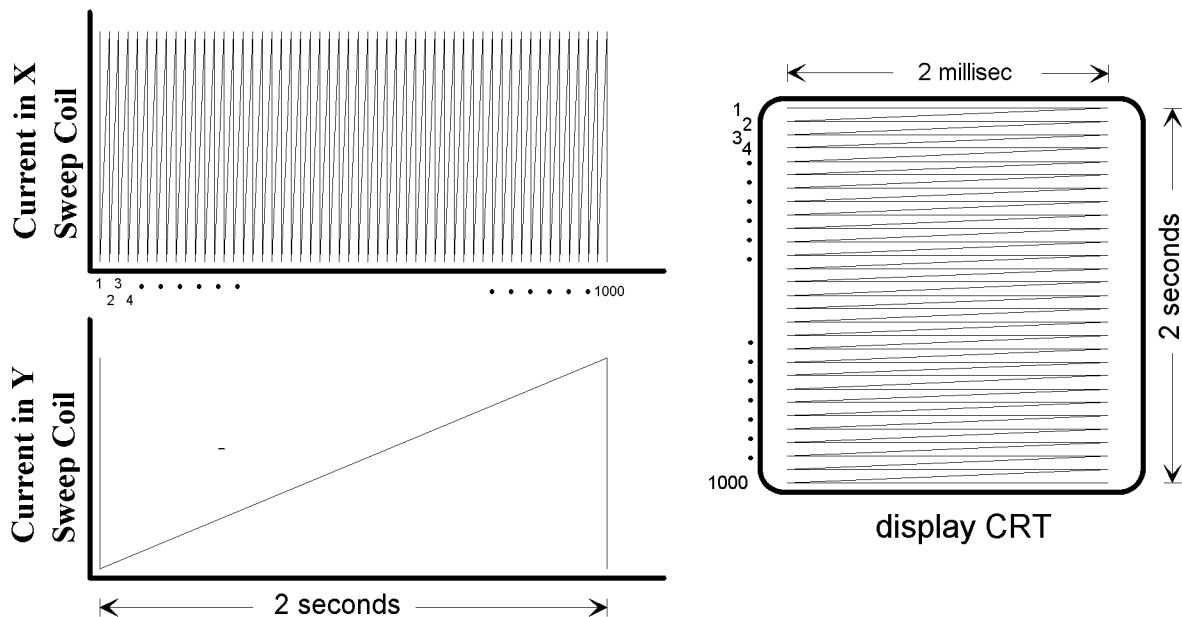 Current in X
Sweep Coil
1 3
2 4
1000
Current in Y
Sweep Coil
2 seconds
2 millisec
1
2
3
4
1000
2 seconds
display CRT